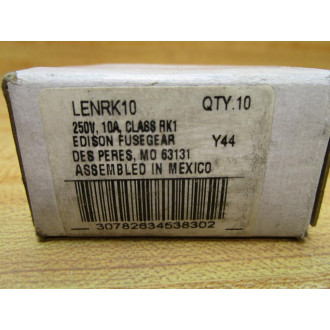 LENRK10 QTY.10
250V, 10A, CLASS RK1
EDISON FUSEGEAR Y44
DES PERES, MO 63131
ASSEMBLED IN MEXICO
30782634538302